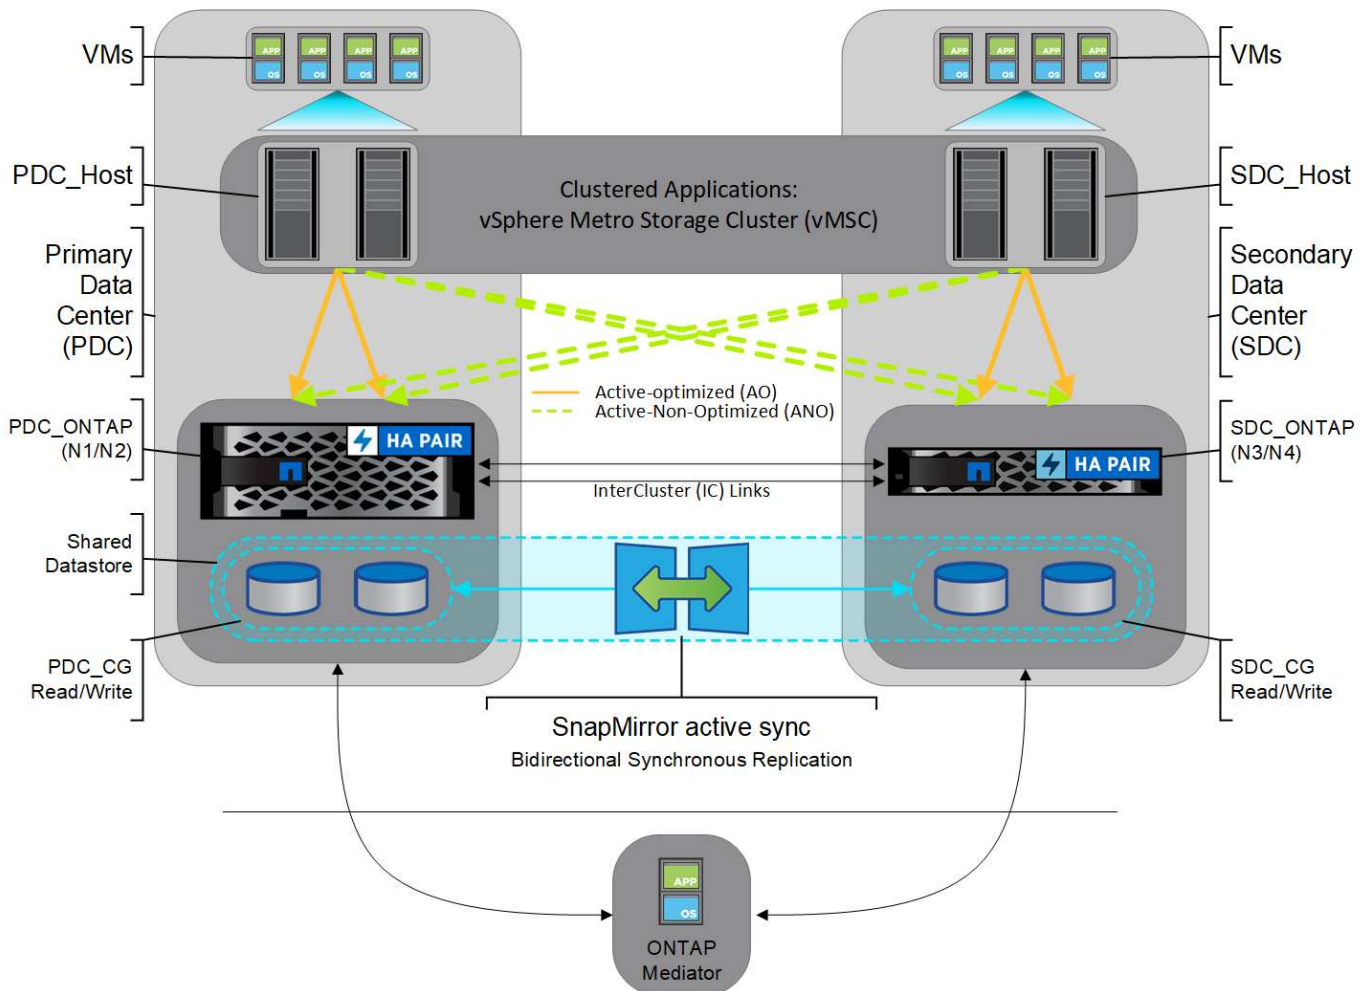 VMs
APP APP APP APP
OS OS OS OS
APP APP APP APP
OS OS OS OS
VMs
PDC_Host
Clustered Applications:
vSphere Metro Storage Cluster (vMSC)
SDC_Host
Primary
Data
Center
(PDC)
Secondary
Data
Center
(SDC)
Active-optimized (AO)
Active-Non-Optimized (ANO)
PDC_ONTAP
(N1/N2)
HA PAIR
InterCluster (IC) Links
HA PAIR
SDC_ONTAP
(N3/N4)
Shared
Datastore
PDC_CG
Read/Write
SDC_CG
Read/Write
SnapMirror active sync
Bidirectional Synchronous Replication
APP
OS
ONTAP
Mediator